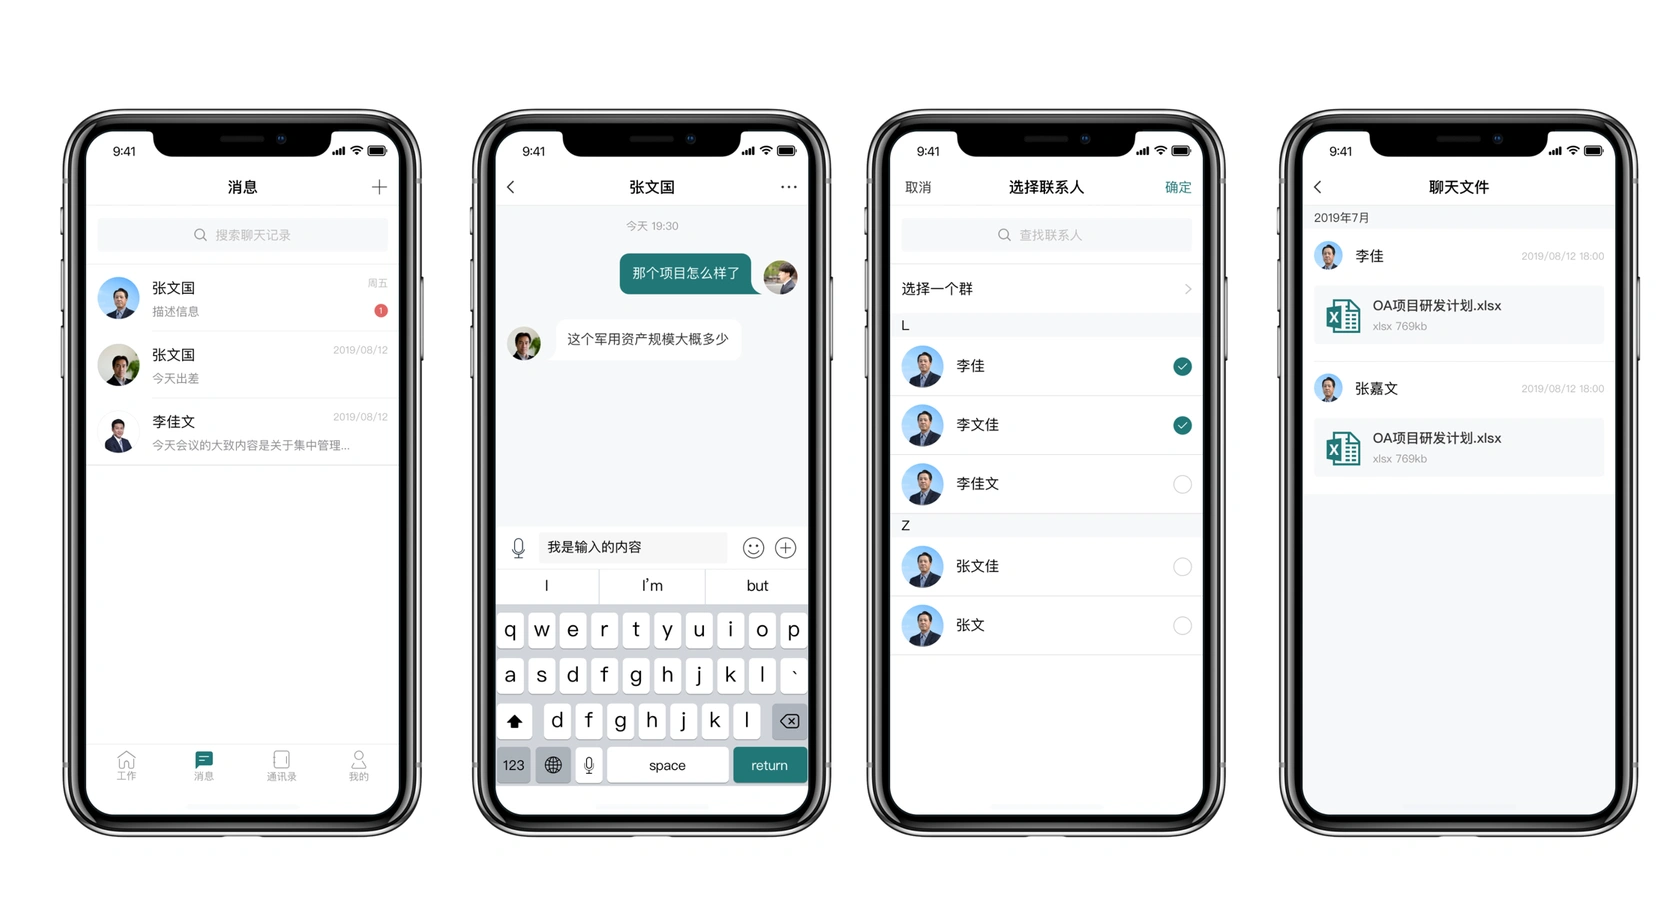 9:41
消息
搜索聊天记录
张文国
周五
描述信息
1
张文国
2019/08/12
今天出差
李佳文
2019/08/12
今天会议的大致内容是关于集中管理...
工作
消息
通讯录
我的
9:41
张文国
今天 19:30
那个项目怎么样了
这个军用资产规模大概多少
我是输入的内容
I
I'm
but
q w e r t y u i o p
a s d f g h j k l `
d f g h j k l
123
space
return
9:41
取消
选择联系人
确定
查找联系人
选择一个群
L
李佳
李文佳
李佳文
Z
张文佳
张文
9:41
聊天文件
2019年7月
李佳
2019/08/12 18:00
X
OA项目研发计划.xlsx
xlsx 769kb
张嘉文
2019/08/12 18:00
X
OA项目研发计划.xlsx
xlsx 769kb